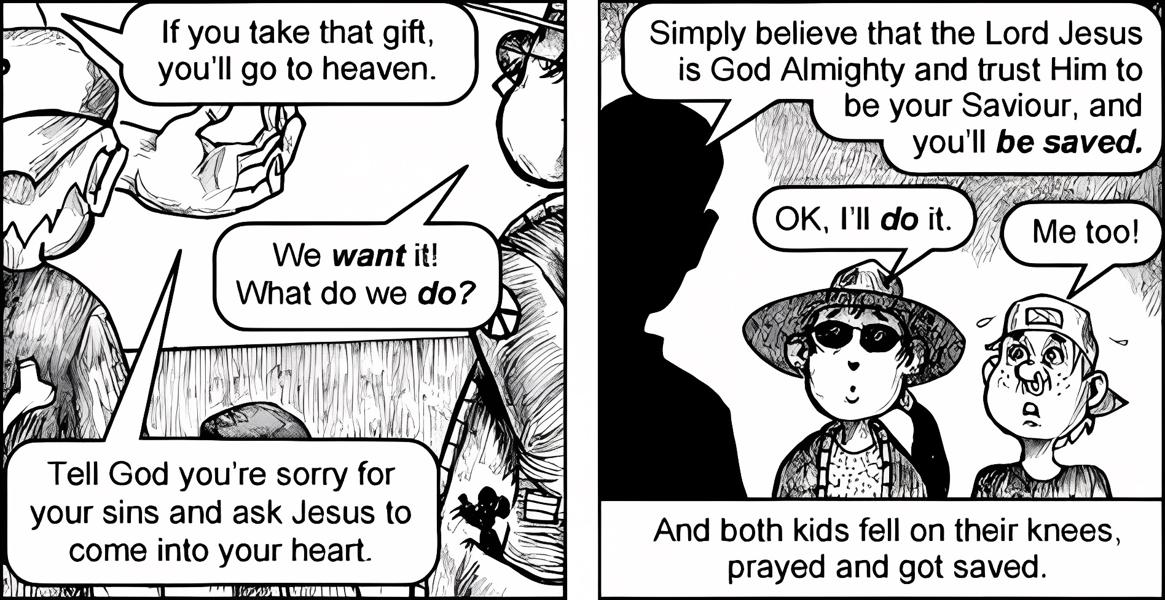 If you take that gift,
you'll go to heaven.
We want it!
What do we do?
Tell God you're sorry for
your sins and ask Jesus to
come into your heart.
Simply believe that the Lord Jesus
is God Almighty and trust Him to
be your Saviour, and
you'll be saved.
OK, I'll do it.
Me too!
And both kids fell on their knees,
prayed and got saved.